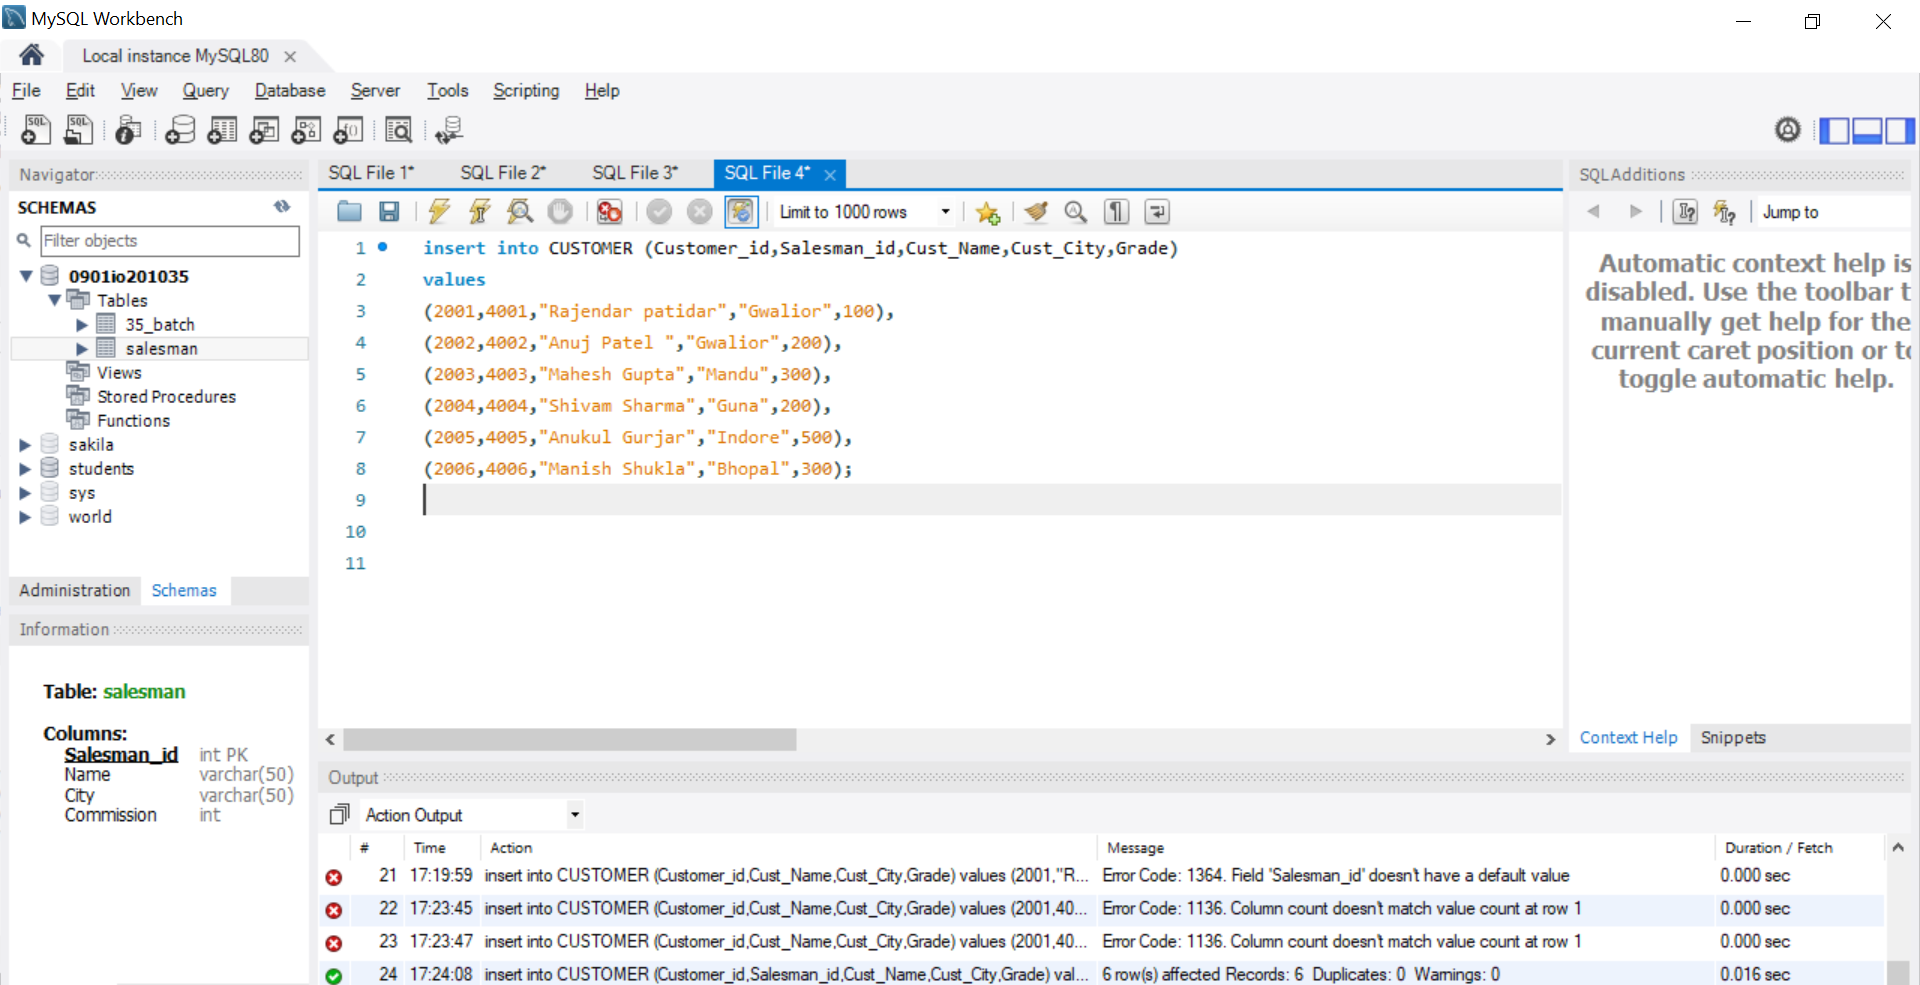 MySQL Workbench
Local instance MySQL80
File Edit View Query Database Server Tools Scripting Help
Navigator
SCHEMAS
Filter objects
0901io201035
Tables
35_batch
salesman
Views
Stored Procedures
Functions
sakila
students
sys
world
Administration Schemas
Information
Table: salesman
Columns:
Salesman_id int PK
Name varchar(50)
City varchar(50)
Commission int
SQL File 1* SQL File 2* SQL File 3* SQL File 4*
Limit to 1000 rows
1 insert into CUSTOMER (Customer_id,Salesman_id,Cust_Name,Cust_City,Grade)
2 values
3 (2001,4001,"Rajendar patidar","Gwalior",100),
4 (2002,4002,"Anuj Patel ","Gwalior",200),
5 (2003,4003,"Mahesh Gupta","Mandu",300),
6 (2004,4004,"Shivam Sharma","Guna",200),
7 (2005,4005,"Anukul Gurjar","Indore",500),
8 (2006,4006,"Manish Shukla","Bhopal",300);
9
10
11
SQLAdditions
Jump to
Automatic context help is
disabled. Use the toolbar t
manually get help for the
current caret position or to
toggle automatic help.
Context Help Snippets
Output
Action Output
# Time Action Message Duration / Fetch
21 17:19:59 insert into CUSTOMER (Customer_id,Cust_Name,Cust_City,Grade) values (2001,"R... Error Code: 1364. Field 'Salesman_id' doesn't have a default value 0.000 sec
22 17:23:45 insert into CUSTOMER (Customer_id,Cust_Name,Cust_City,Grade) values (2001,40... Error Code: 1136. Column count doesn't match value count at row 1 0.000 sec
23 17:23:47 insert into CUSTOMER (Customer_id,Cust_Name,Cust_City,Grade) values (2001,40... Error Code: 1136. Column count doesn't match value count at row 1 0.000 sec
24 17:24:08 insert into CUSTOMER (Customer_id,Salesman_id,Cust_Name,Cust_City,Grade) val... 6 row(s) affected Records: 6 Duplicates: 0 Warnings: 0 0.016 sec